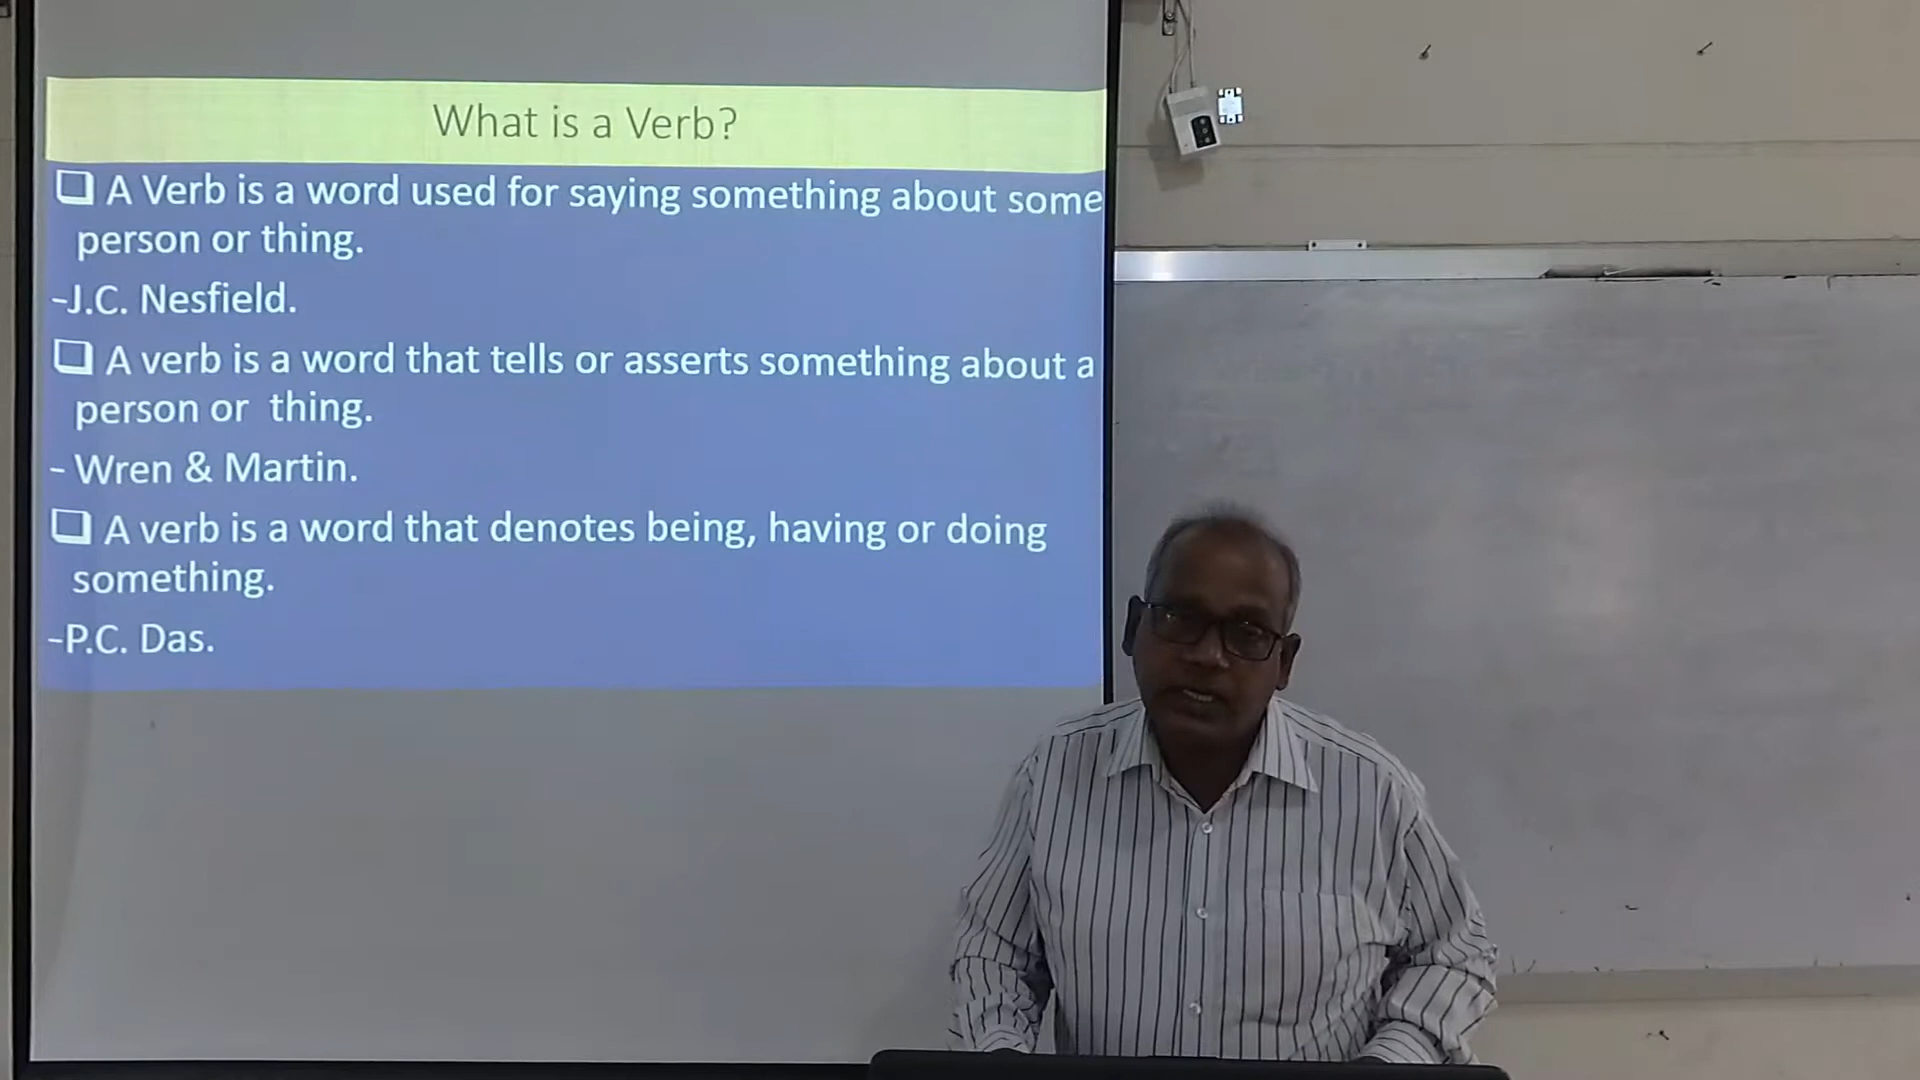 What is a Verb?
A Verb is a word used for saying something about some
person or thing.
-J.C. Nesfield.
A verb is a word that tells or asserts something about a
person or thing.
- Wren & Martin.
A verb is a word that denotes being, having or doing
something.
-P.C. Das.